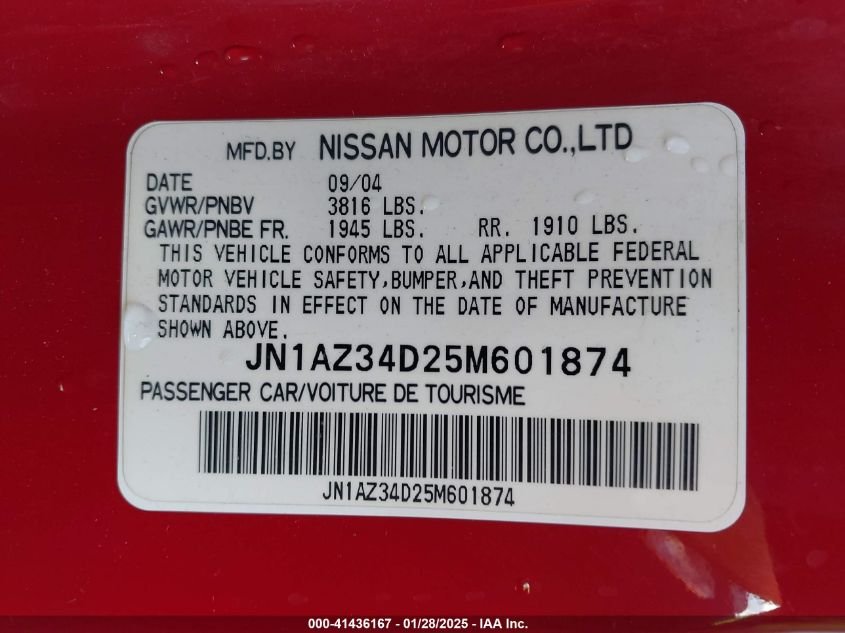 MFD.BY NISSAN MOTOR CO.,LTD
DATE 09/04
GVWR/PNBV 3816 LBS.
GAWR/PNBE FR. 1945 LBS. RR. 1910 LBS.
THIS VEHICLE CONFORMS TO ALL APPLICABLE FEDERAL
MOTOR VEHICLE SAFETY,BUMPER,AND THEFT PREVENTION
STANDARDS IN EFFECT ON THE DATE OF MANUFACTURE
SHOWN ABOVE.
JN1AZ34D25M601874
PASSENGER CAR/VOITURE DE TOURISME
JN1AZ34D25M601874
000-41436167 - 01/28/2025 - IAA Inc.